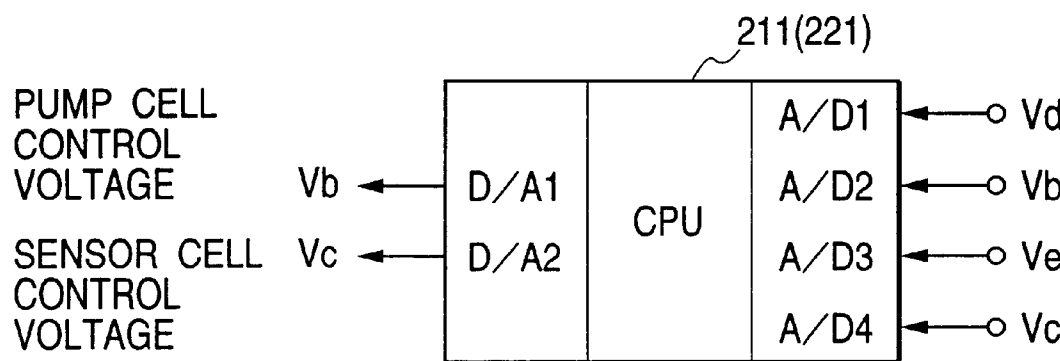 211(221)
PUMP CELL
CONTROL
VOLTAGE
Vb
D/A1
SENSOR CELL
CONTROL
VOLTAGE
Vc
D/A2
CPU
A/D1
Vd
A/D2
Vb
A/D3
Ve
A/D4
Vc